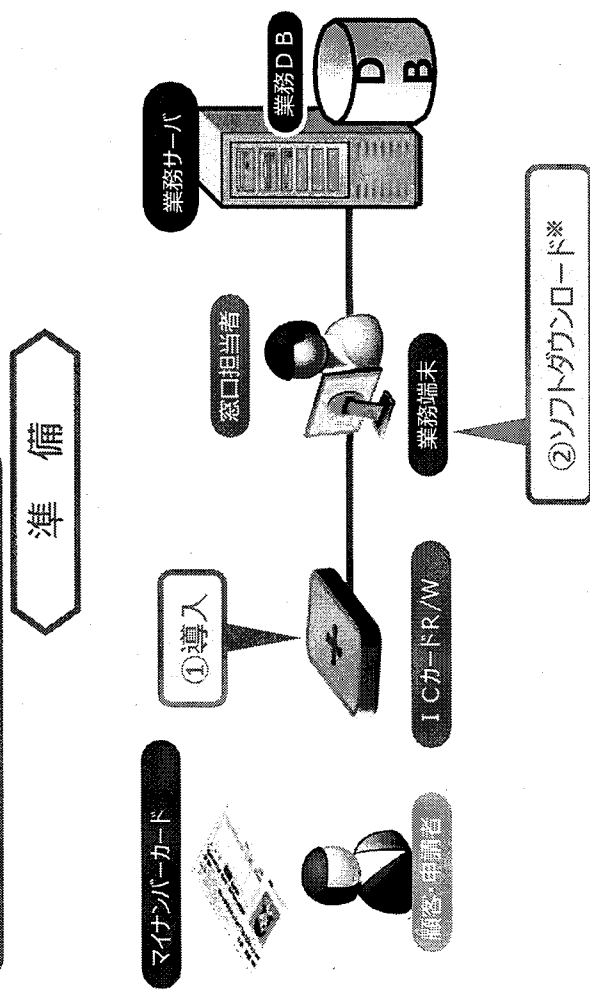 準 備
マイナンバーカード
①導入
窓口担当者
業務サーバ
業務DB
DB
顧客・申請者
ICカードR/W
業務端末
②ソフトダウンロード※